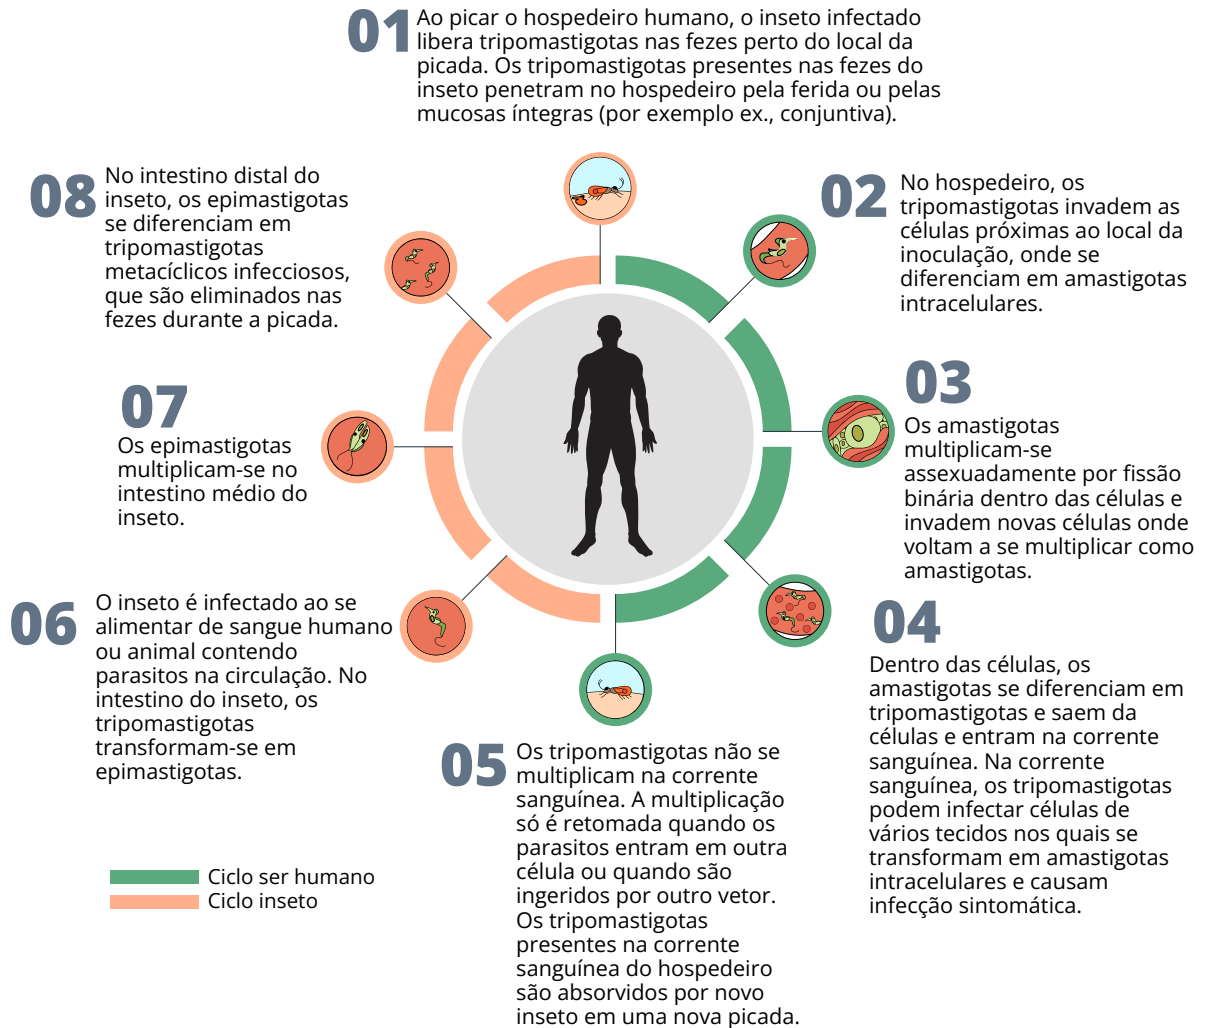 01
Ao picar o hospedeiro humano, o inseto infectado
libera tripomastigotas nas fezes perto do local da
picada. Os tripomastigotas presentes nas fezes do
inseto penetram no hospedeiro pela ferida ou pelas
mucosas íntegras (por exemplo ex., conjuntiva).
02
No hospedeiro, os
tripomastigotas invadem as
células próximas ao local da
inoculação, onde se
diferenciam em amastigotas
intracelulares.
03
Os amastigotas
multiplicam-se
assexuadamente por fissão
binária dentro das células e
invadem novas células onde
voltam a se multiplicar como
amastigotas.
04
Dentro das células, os
amastigotas se diferenciam em
tripomastigotas e saem da
células e entram na corrente
sanguínea. Na corrente
sanguínea, os tripomastigotas
podem infectar células de
vários tecidos nos quais se
transformam em amastigotas
intracelulares e causam
infecção sintomática.
05
Os tripomastigotas não se
multiplicam na corrente
sanguínea. A multiplicação
só é retomada quando os
parasitos entram em outra
célula ou quando são
ingeridos por outro vetor.
Os tripomastigotas
presentes na corrente
sanguínea do hospedeiro
são absorvidos por novo
inseto em uma nova picada.
06
O inseto é infectado ao se
alimentar de sangue humano
ou animal contendo
parasitos na circulação. No
intestino do inseto, os
tripomastigotas
transformam-se em
epimastigotas.
07
Os epimastigotas
multiplicam-se no
intestino médio do
inseto.
08
No intestino distal do
inseto, os epimastigotas
se diferenciam em
tripomastigotas
metacíclicos infecciosos,
que são eliminados nas
fezes durante a picada.
Ciclo ser humano
Ciclo inseto